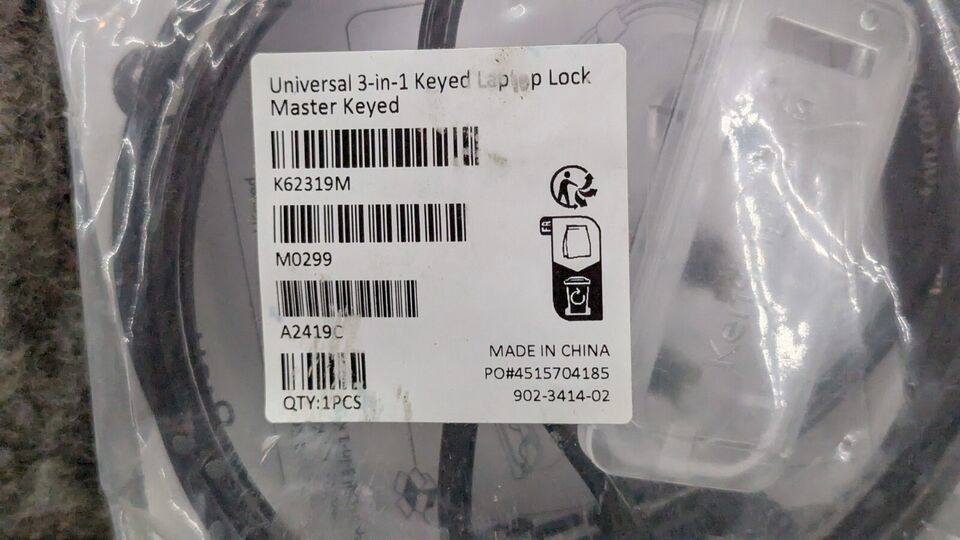 Universal 3-in-1 Keyed Laptop Lock
Master Keyed
K62319M
M0299
A2419C
QTY:1PCS
FR
MADE IN CHINA
PO#4515704185
902-3414-02